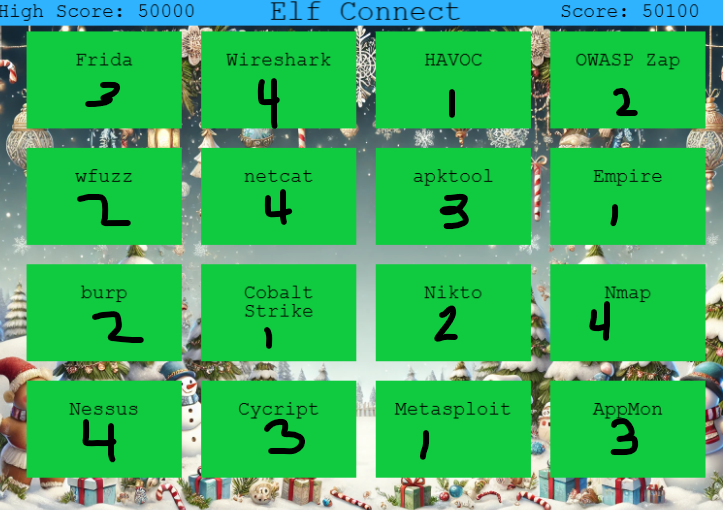 High Score: 50000 Elf Connect Score: 50100
Frida Wireshark HAVOC OWASP Zap
3 4 1 2
wfuzz netcat apktool Empire
2 4 3 1
burp Cobalt Strike Nikto Nmap
2 1 2 4
Nessus Cycript Metasploit AppMon
4 3 1 3